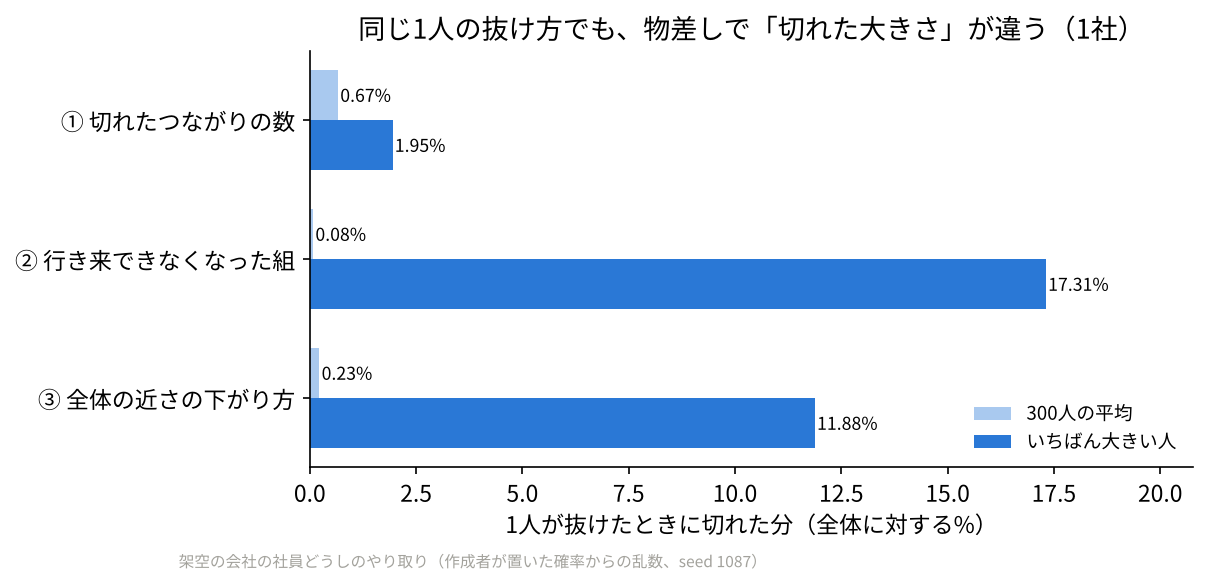 同じ1人の抜け方でも、物差しで「切れた大きさ」が違う（1社）
① 切れたつながりの数
0.67%
1.95%
② 行き来できなくなった組
0.08%
17.31%
③ 全体の近さの下がり方
0.23%
11.88%
300人の平均
いちばん大きい人
0.0 2.5 5.0 7.5 10.0 12.5 15.0 17.5 20.0
1人が抜けたときに切れた分（全体に対する%）
架空の会社の社員どうしのやり取り（作成者が置いた確率からの乱数、seed 1087）